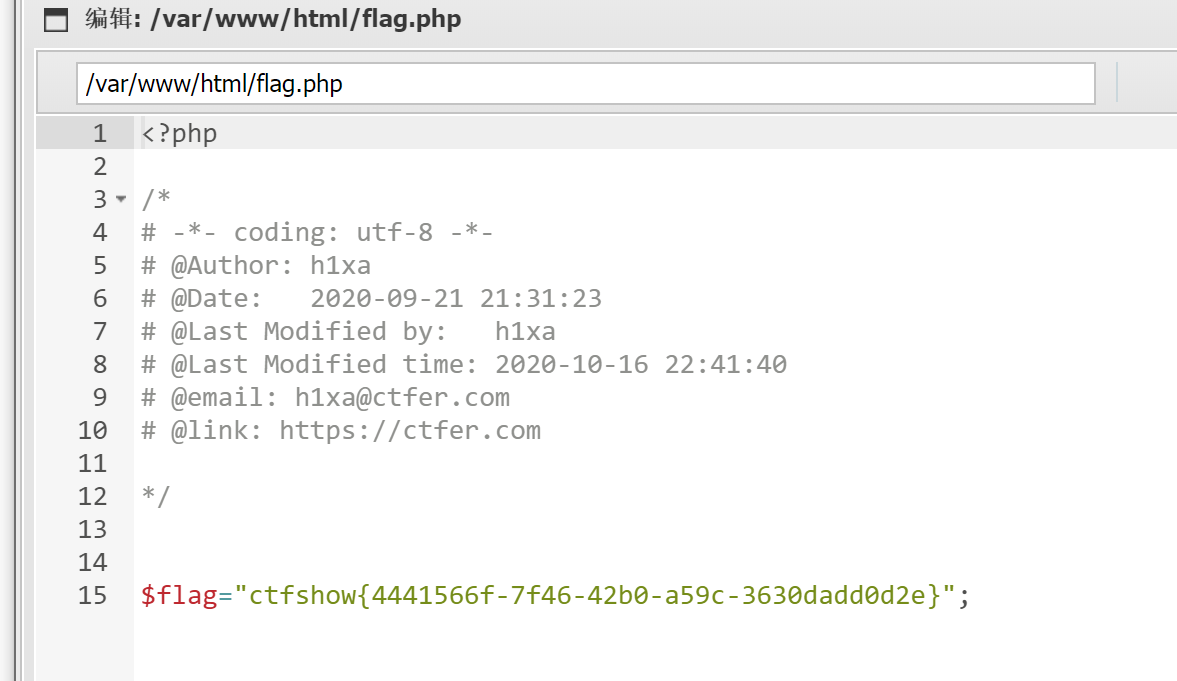 编辑: /var/www/html/flag.php
/var/www/html/flag.php
1 <?php
2
3 /*
4 # -*- coding: utf-8 -*-
5 # @Author: h1xa
6 # @Date:   2020-09-21 21:31:23
7 # @Last Modified by:   h1xa
8 # @Last Modified time: 2020-10-16 22:41:40
9 # @email: h1xa@ctfer.com
10 # @link: https://ctfer.com
11
12 */
13
14
15 $flag="ctfshow{4441566f-7f46-42b0-a59c-3630dadd0d2e}";